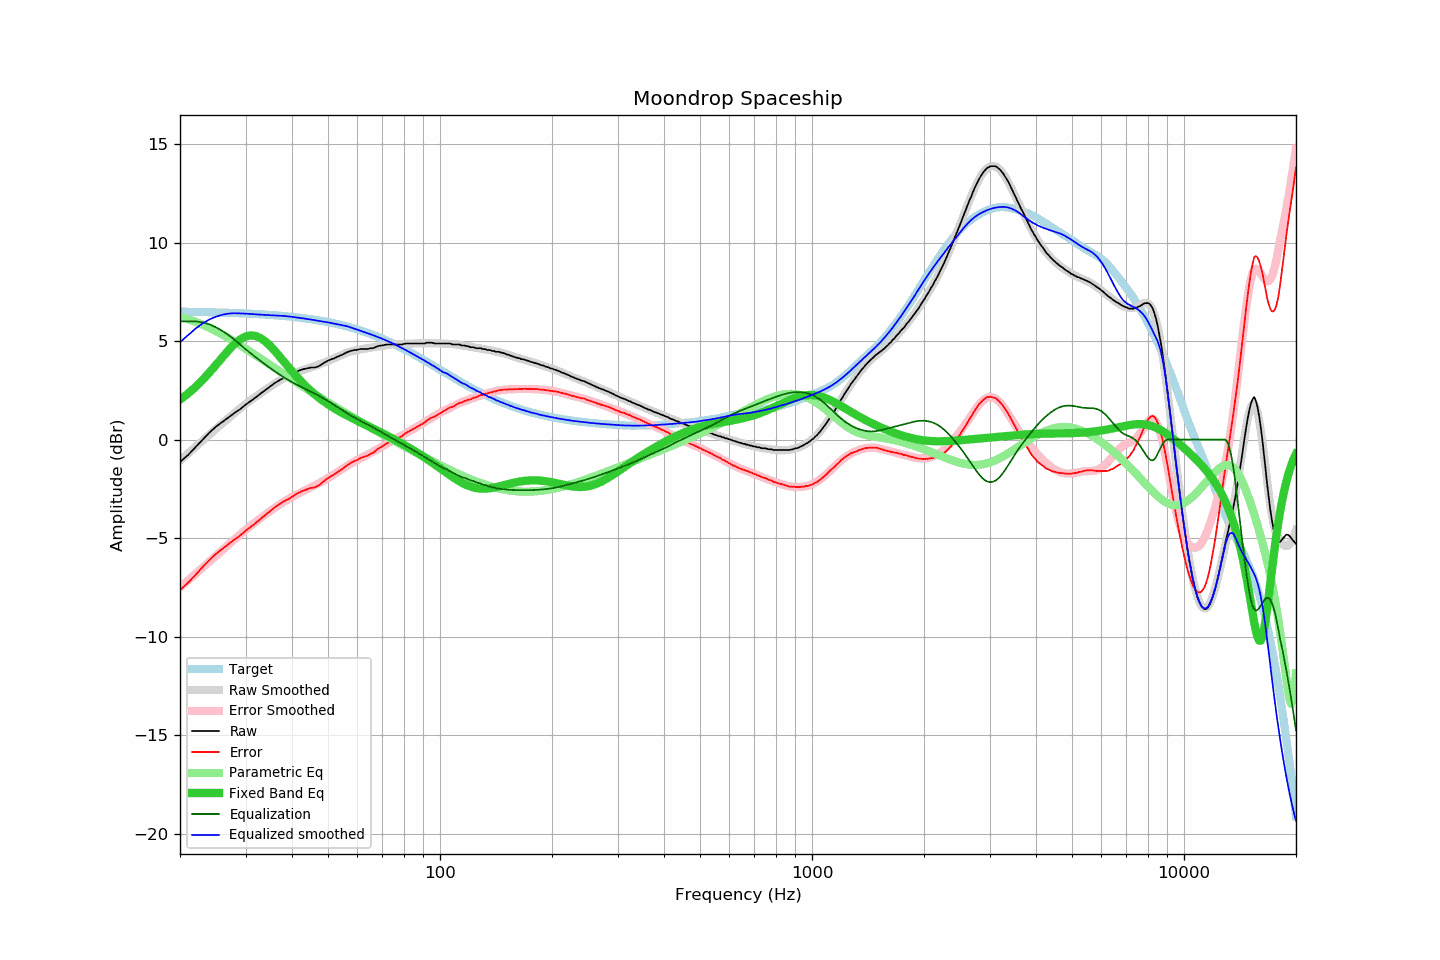 Moondrop Spaceship
Amplitude (dBr)
15
10
5
0
−5
−10
−15
−20
Target
Raw Smoothed
Error Smoothed
Raw
Error
Parametric Eq
Fixed Band Eq
Equalization
Equalized smoothed
100 1000 10000
Frequency (Hz)